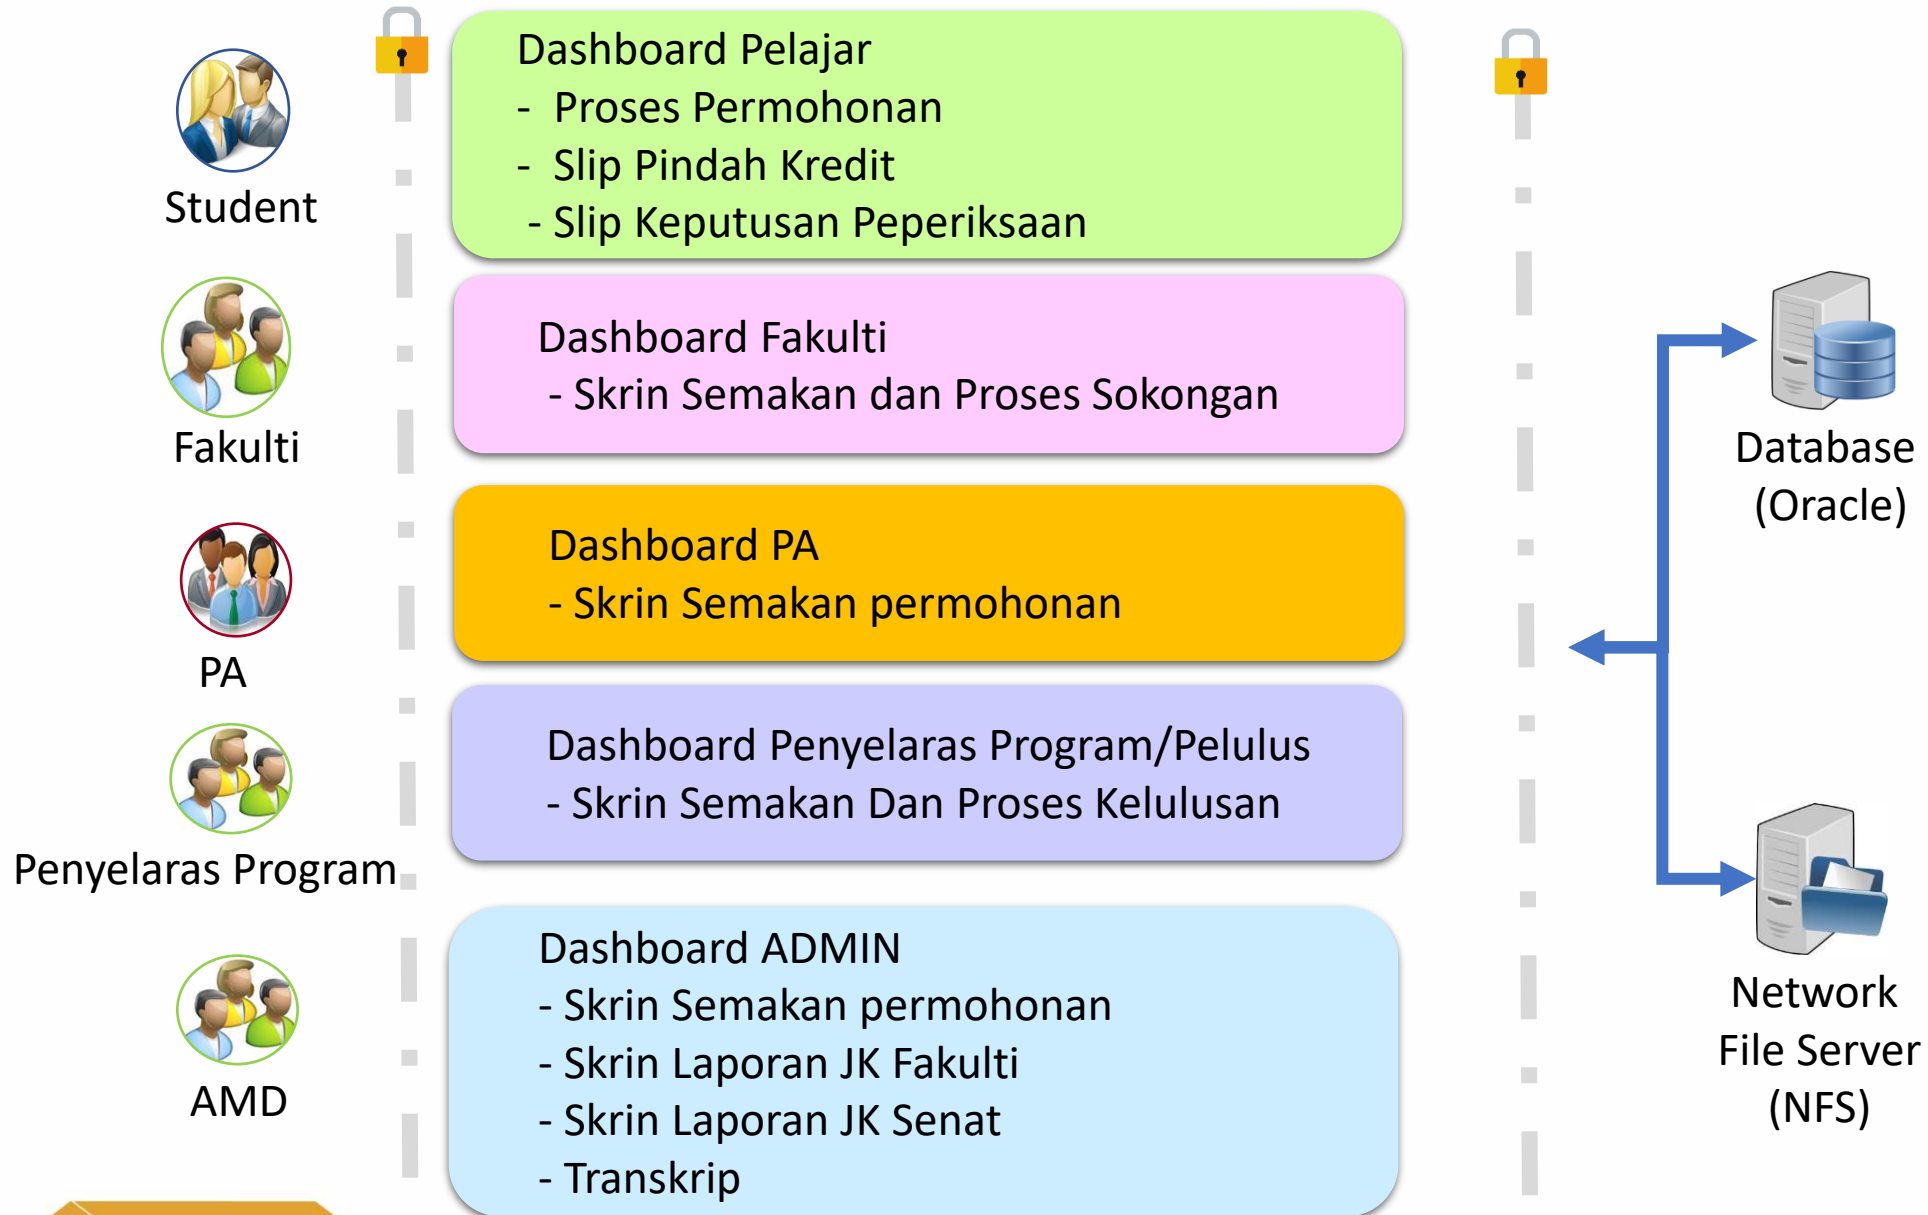 Student
Dashboard Pelajar
- Proses Permohonan
- Slip Pindah Kredit
- Slip Keputusan Peperiksaan
Fakulti
Dashboard Fakulti
- Skrin Semakan dan Proses Sokongan
PA
Dashboard PA
- Skrin Semakan permohonan
Penyelaras Program
Dashboard Penyelaras Program/Pelulus
- Skrin Semakan Dan Proses Kelulusan
AMD
Dashboard ADMIN
- Skrin Semakan permohonan
- Skrin Laporan JK Fakulti
- Skrin Laporan JK Senat
- Transkrip
Database
(Oracle)
Network
File Server
(NFS)